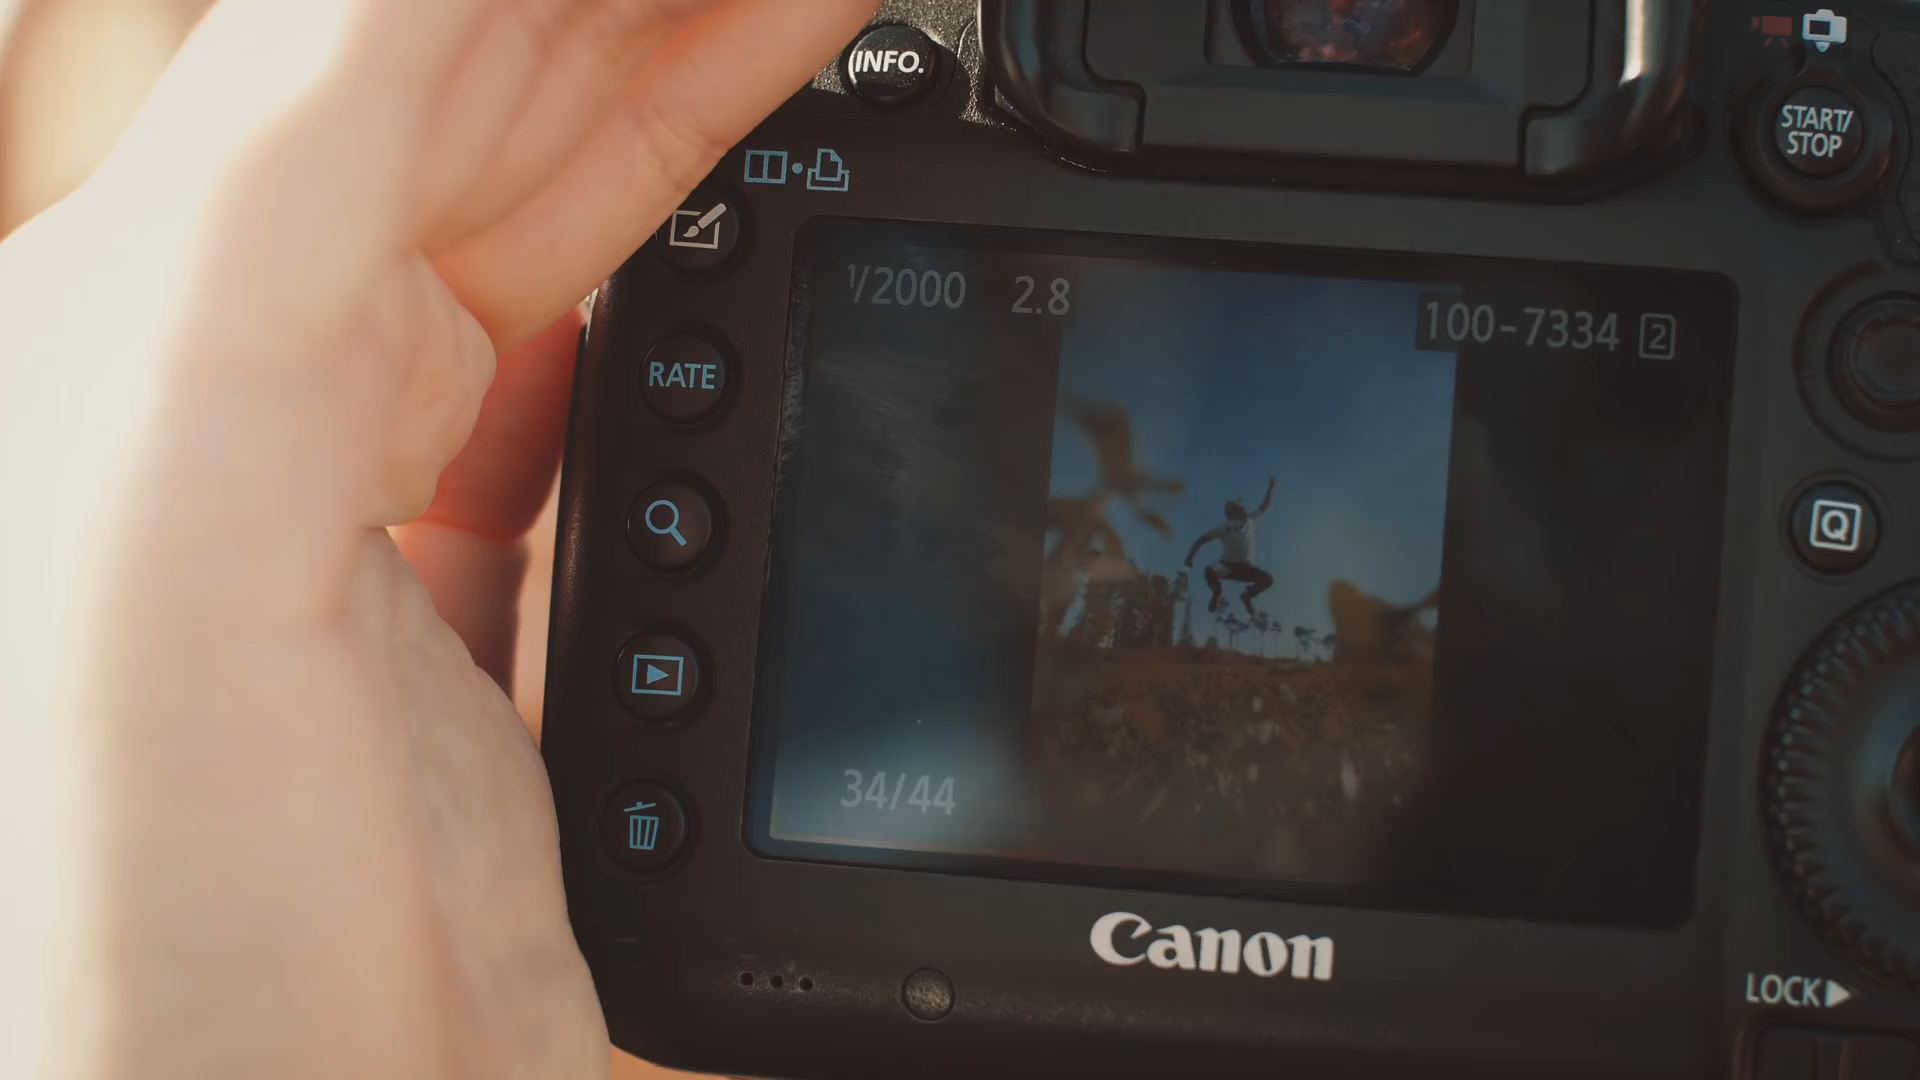 INFO.
START/
STOP
1/2000 2.8
100-7334 2
RATE
Q
34/44
Canon
LOCK